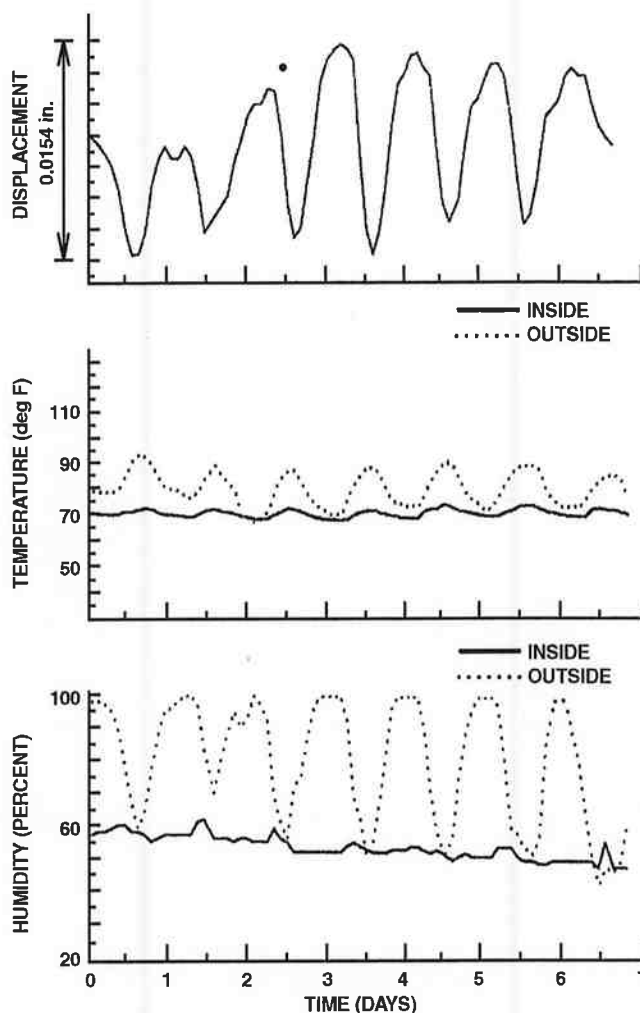 DISPLACEMENT
0.0154 in.
INSIDE
OUTSIDE
TEMPERATURE (deg F)
110
90
70
50
INSIDE
OUTSIDE
HUMIDITY (PERCENT)
100
60
20
0 1 2 3 4 5 6 7
TIME (DAYS)